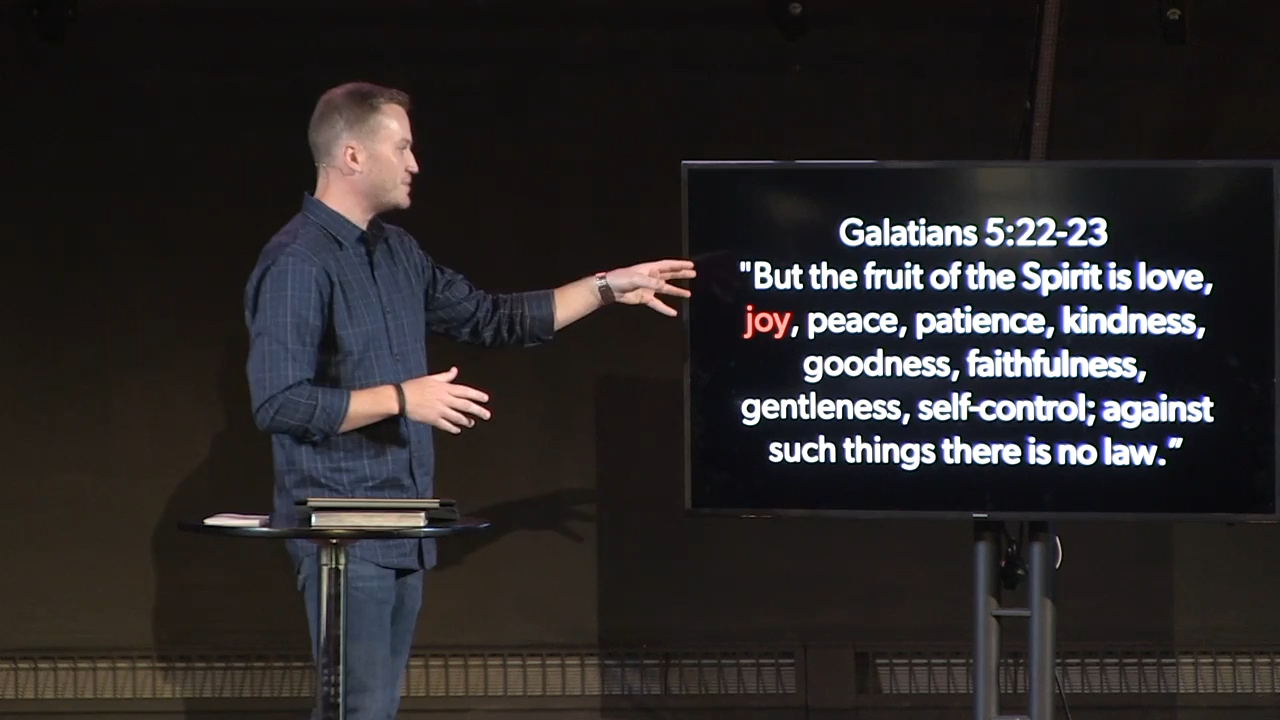 Galatians 5:22-23
"But the fruit of the Spirit is love,
joy, peace, patience, kindness,
goodness, faithfulness,
gentleness, self-control; against
such things there is no law.”